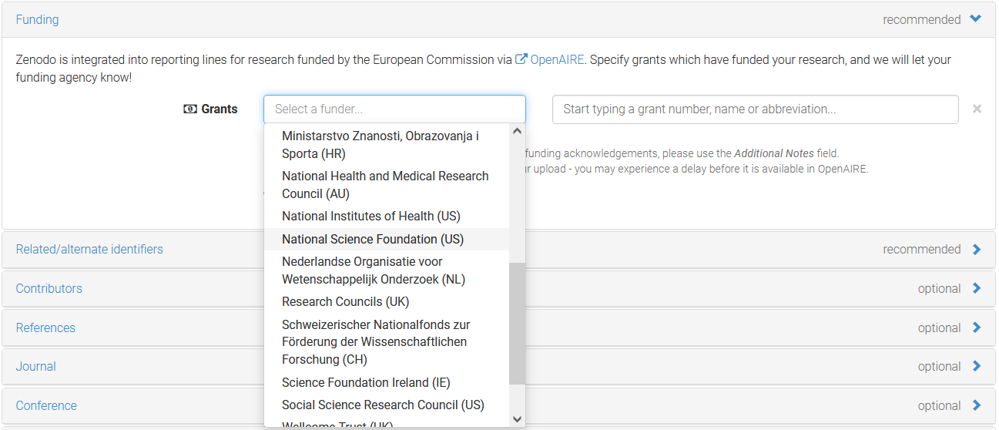 Funding
recommended
Zenodo is integrated into reporting lines for research funded by the European Commission via OpenAIRE. Specify grants which have funded your research, and we will let your
funding agency know!
Grants
Select a funder...
Start typing a grant number, name or abbreviation...
Ministarstvo Znanosti, Obrazovanja i
Sporta (HR)
National Health and Medical Research
Council (AU)
National Institutes of Health (US)
National Science Foundation (US)
Nederlandse Organisatie voor
Wetenschappelijk Onderzoek (NL)
Research Councils (UK)
Schweizerischer Nationalfonds zur
Förderung der Wissenschaftlichen
Forschung (CH)
Science Foundation Ireland (IE)
Social Science Research Council (US)
Wellcome Trust (UK)
funding acknowledgements, please use the Additional Notes field.
upload - you may experience a delay before it is available in OpenAIRE.
Related/alternate identifiers
recommended
Contributors
optional
References
optional
Journal
optional
Conference
optional